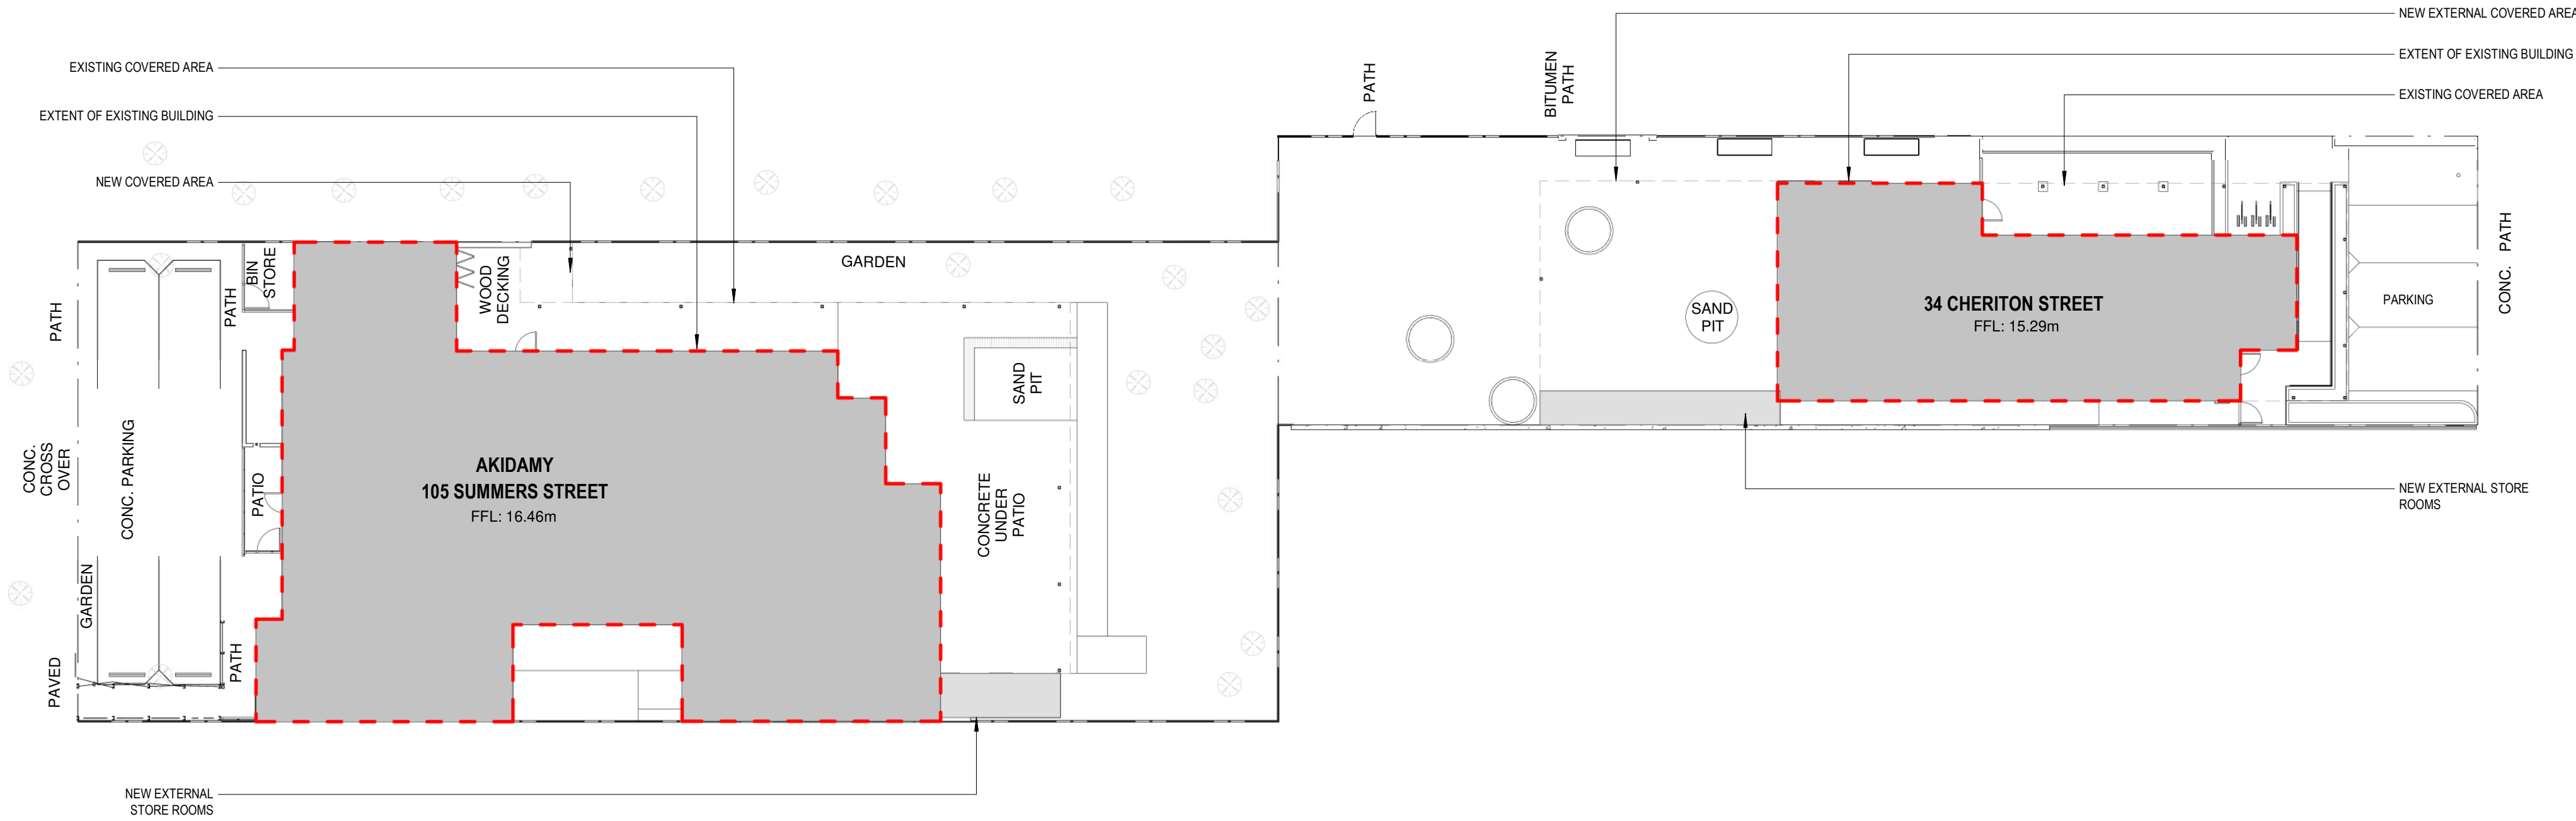 NEW EXTERNAL COVERED AREA
EXTENT OF EXISTING BUILDING
EXISTING COVERED AREA
EXISTING COVERED AREA
EXTENT OF EXISTING BUILDING
NEW COVERED AREA
PATH
BITUMEN
PATH
BIN
STORE
WOOD
DECKING
GARDEN
PATH
PATH
SAND
PIT
34 CHERITON STREET
FFL: 15.29m
PARKING
CONC. PATH
SAND
PIT
CONC.
CROSS
OVER
CONC. PARKING
PATIO
AKIDAMY
105 SUMMERS STREET
FFL: 16.46m
CONCRETE
UNDER
PATIO
NEW EXTERNAL STORE
ROOMS
GARDEN
PAVED
PATH
NEW EXTERNAL
STORE ROOMS